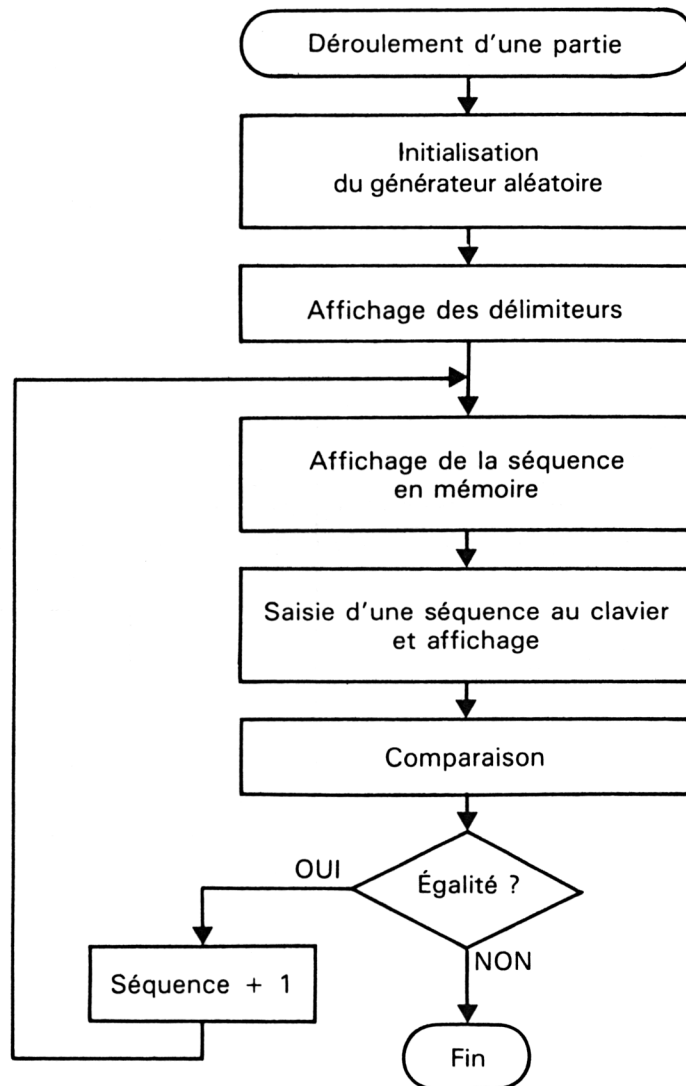 Déroulement d'une partie
Initialisation
du générateur aléatoire
Affichage des délimiteurs
Affichage de la séquence
en mémoire
Saisie d'une séquence au clavier
et affichage
Comparaison
Égalité ?
OUI
NON
Séquence + 1
Fin